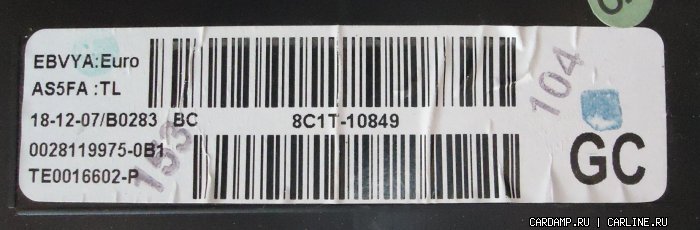 EBVYA:Euro
AS5FA :TL
18-12-07/B0283 BC 8C1T-10849
0028119975-0B1
TE0016602-P
GC
153
104
CARDAMP.RU | CARLINE.RU